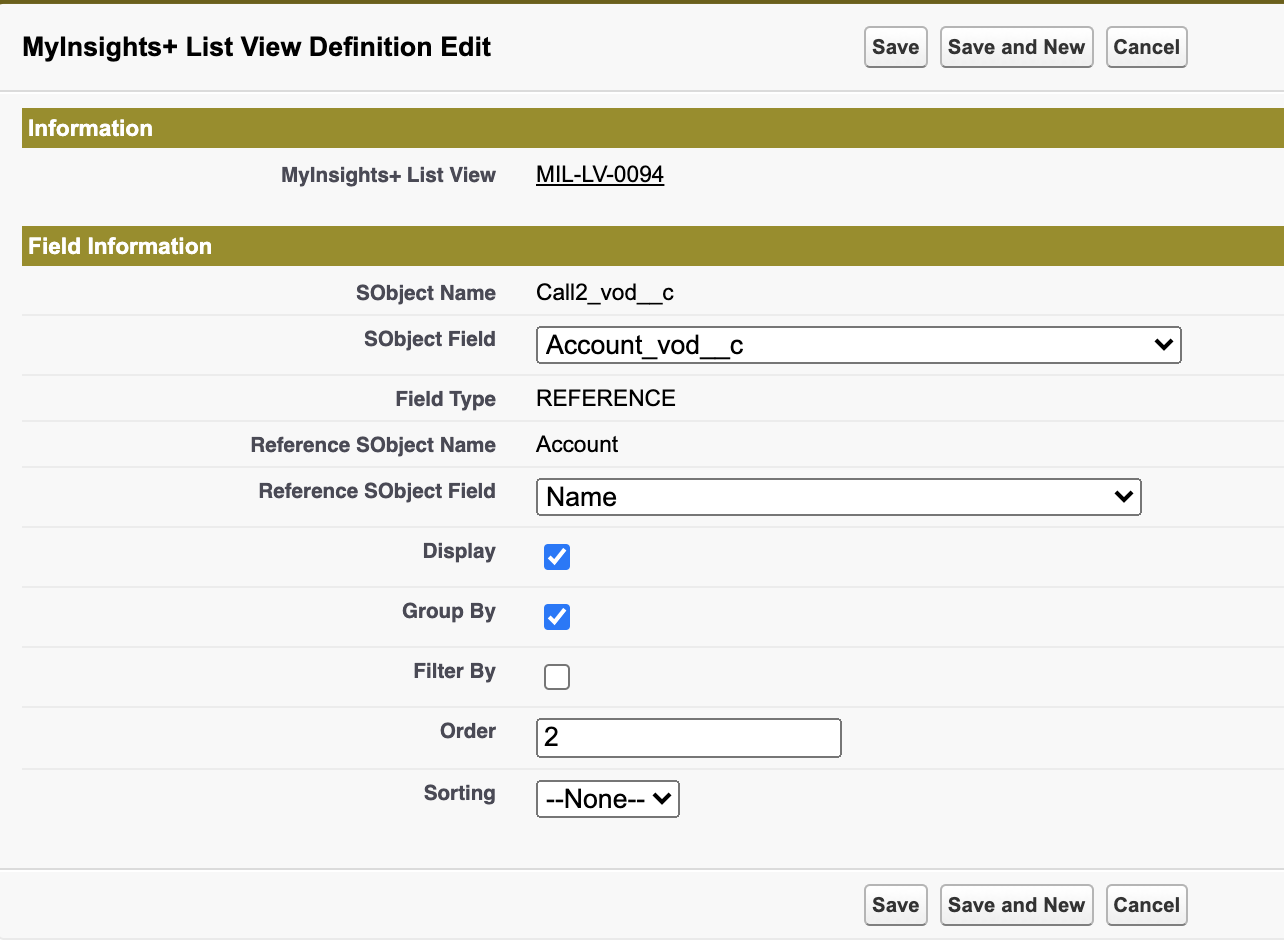 MyInsights+ List View Definition Edit
Save Save and New Cancel
Information
MyInsights+ List View MIL-LV-0094
Field Information
SObject Name Call2_vod__c
SObject Field Account_vod__c
Field Type REFERENCE
Reference SObject Name Account
Reference SObject Field Name
Display
Group By
Filter By
Order 2
Sorting --None--
Save Save and New Cancel